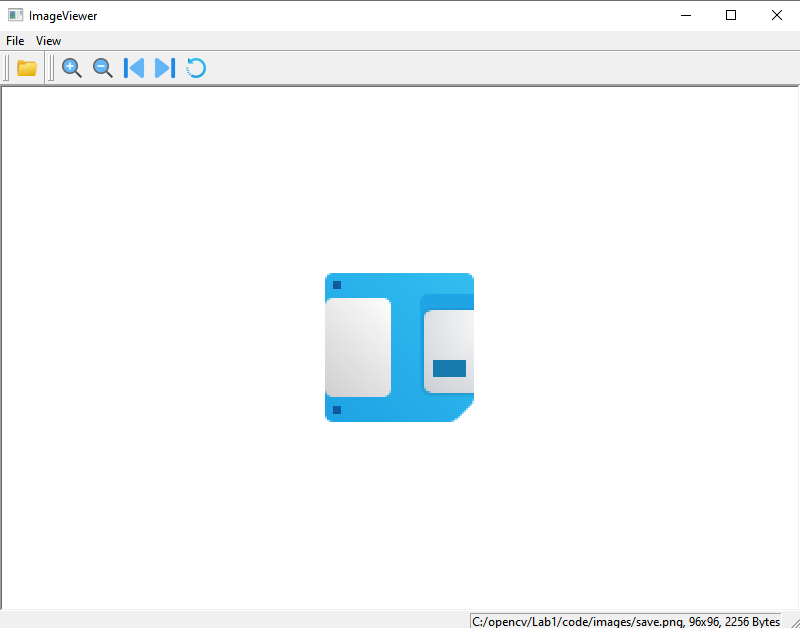 ImageViewer
File View
C:/opencv/Lab1/code/images/save.png, 96x96, 2256 Bytes